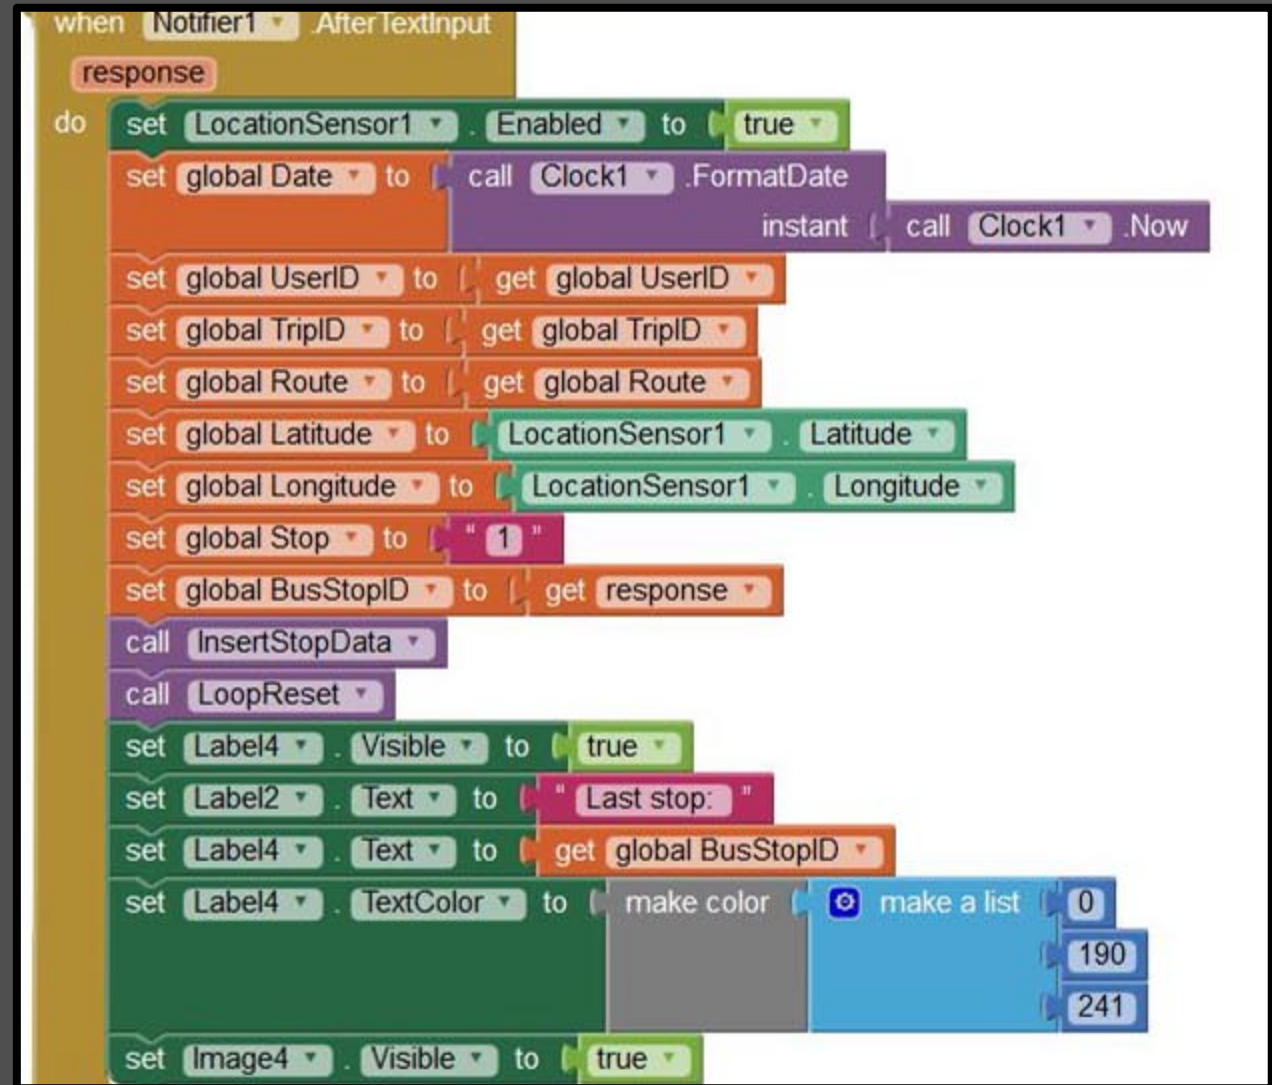 when Notifier1 .AfterTextInput
response
do set LocationSensor1 . Enabled to true
set global Date to call Clock1 .FormatDate
instant call Clock1 .Now
set global UserID to get global UserID
set global TripID to get global TripID
set global Route to get global Route
set global Latitude to LocationSensor1 . Latitude
set global Longitude to LocationSensor1 . Longitude
set global Stop to " 1 "
set global BusStopID to get response
call InsertStopData
call LoopReset
set Label4 . Visible to true
set Label2 . Text to " Last stop: "
set Label4 . Text to get global BusStopID
set Label4 . TextColor to make color make a list 0
190
241
set Image4 . Visible to true